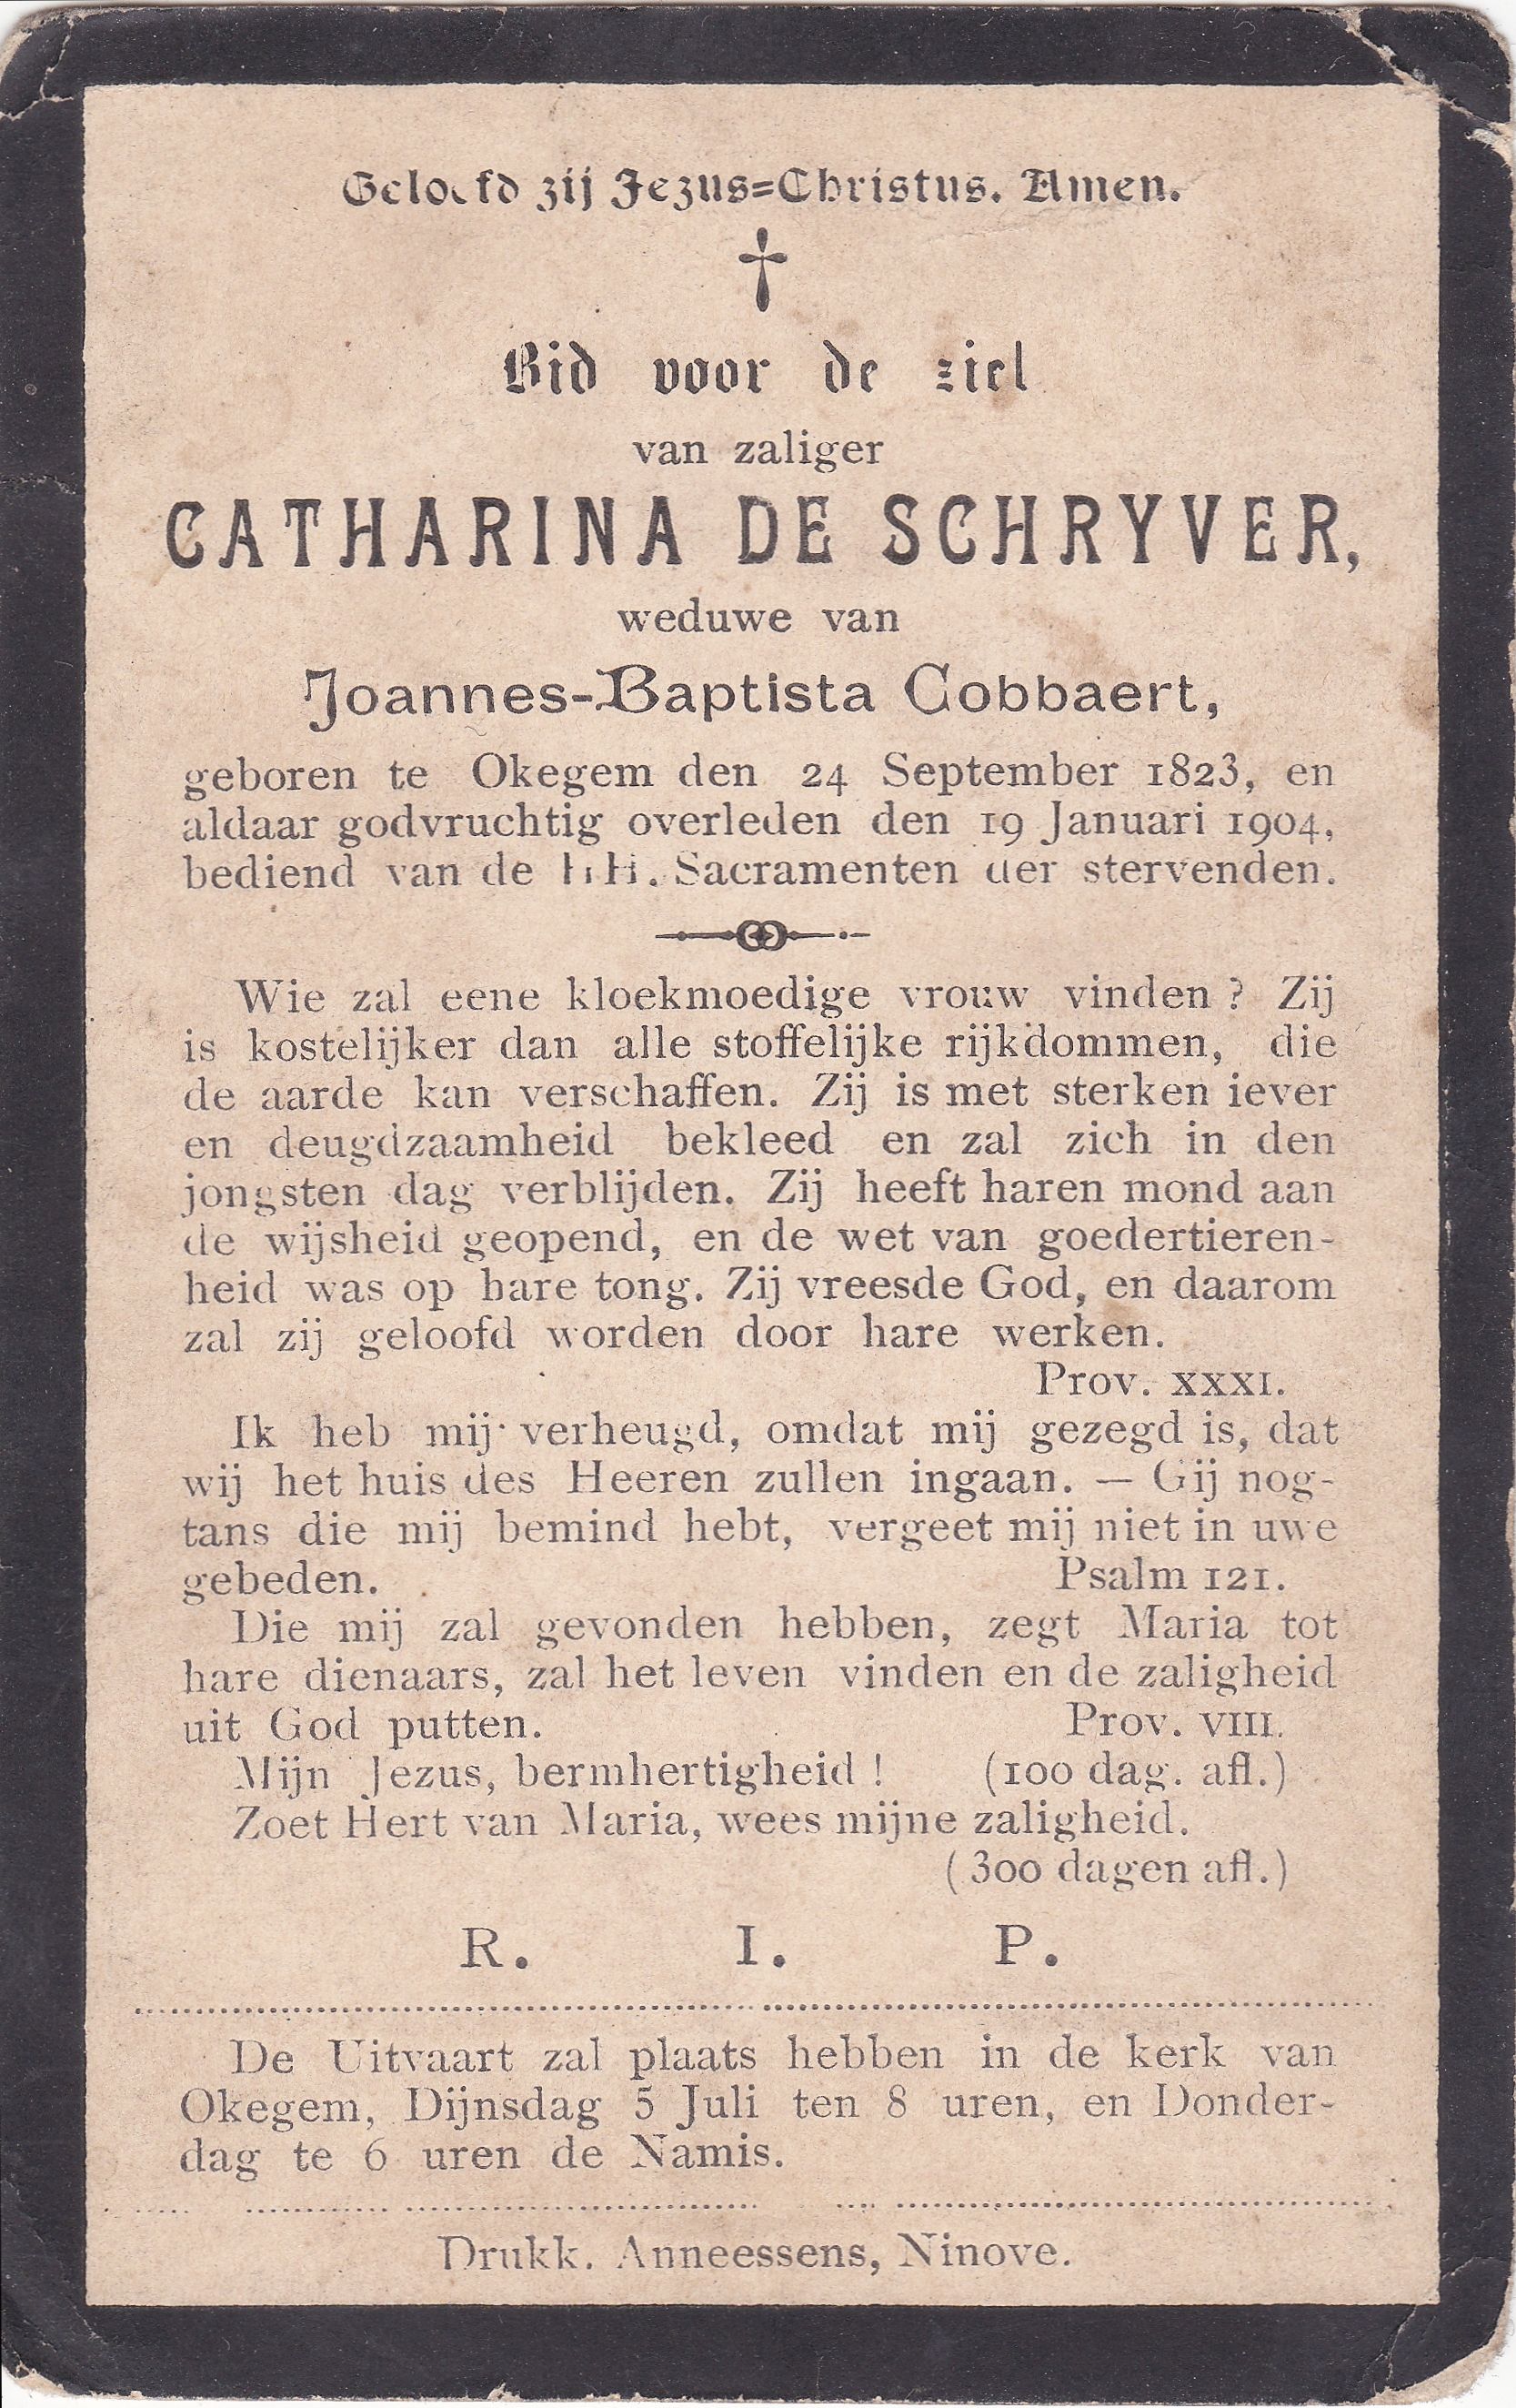 Geloofd zij Jezus=Christus. Amen.
Bid voor de ziel
van zaliger
CATHARINA DE SCHRYVER,
weduwe van
Joannes-Baptista Cobbaert,
geboren te Okegem den 24 September 1823, en
aldaar godvruchtig overleden den 19 Januari 1904,
bediend van de HH. Sacramenten der stervenden.
Wie zal eene kloekmoedige vrouw vinden ? Zij
is kostelijker dan alle stoffelijke rijkdommen, die
de aarde kan verschaffen. Zij is met sterken iever
en deugdzaamheid bekleed en zal zich in den
jongsten dag verblijden. Zij heeft haren mond aan
de wijsheid geopend, en de wet van goedertieren-
heid was op hare tong. Zij vreesde God, en daarom
zal zij geloofd worden door hare werken.
Prov. XXXI.
Ik heb mij verheugd, omdat mij gezegd is, dat
wij het huis des Heeren zullen ingaan. — Gij nog-
tans die mij bemind hebt, vergeet mij niet in uwe
gebeden. Psalm 121.
Die mij zal gevonden hebben, zegt Maria tot
hare dienaars, zal het leven vinden en de zaligheid
uit God putten. Prov. VIII.
Mijn Jezus, bermhertigheid ! (100 dag. afl.)
Zoet Hert van Maria, wees mijne zaligheid.
(300 dagen afl.)
R. I. P.
De Uitvaart zal plaats hebben in de kerk van
Okegem, Dijnsdag 5 Juli ten 8 uren, en Donder-
dag te 6 uren de Namis.
Drukk. Anneessens, Ninove.